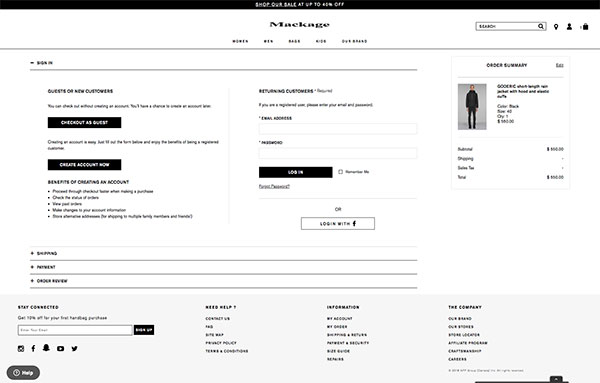 SHOP OUR SALE AT UP TO 40% OFF
Mackage
SEARCH
WOMEN MEN BAGS KIDS OUR BRAND
SIGN IN
GUESTS OR NEW CUSTOMERS
You can check out without creating an account. You'll have a chance to create an account later.
CHECKOUT AS GUEST
Creating an account is easy. Just fill out the form below and enjoy the benefits of being a registered
customer.
CREATE ACCOUNT NOW
BENEFITS OF CREATING AN ACCOUNT
Proceed through checkout faster when making a purchase
Check the status of orders
View past orders
Make changes to your account information
Store alternative addresses (for shipping to multiple family members and friends!)
RETURNING CUSTOMERS * Required
If you are a registered user, please enter your email and password.
* EMAIL ADDRESS
* PASSWORD
LOG IN
Remember Me
Forgot Password?
OR
LOGIN WITH f
ORDER SUMMARY Edit
GODERIC short-length rain
jacket with hood and elastic
cuffs
Color: Black
Size: 40
Qty: 1
$ 550.00
Subtotal $ 550.00
Shipping -
Sales Tax -
Total $ 550.00
+ SHIPPING
+ PAYMENT
+ ORDER REVIEW
STAY CONNECTED
Get 10% off for your first handbag purchase
Enter Your Email
SIGN UP
NEED HELP ?
CONTACT US
FAQ
SITE MAP
PRIVACY POLICY
TERMS & CONDITIONS
INFORMATION
MY ACCOUNT
MY ORDER
SHIPPING & RETURN
PAYMENT & SECURITY
SIZE GUIDE
REPAIRS
THE COMPANY
OUR BRAND
OUR STORES
STORE LOCATOR
AFFILIATE PROGRAM
CRAFTSMANSHIP
CAREERS
All rights reserved.
Help